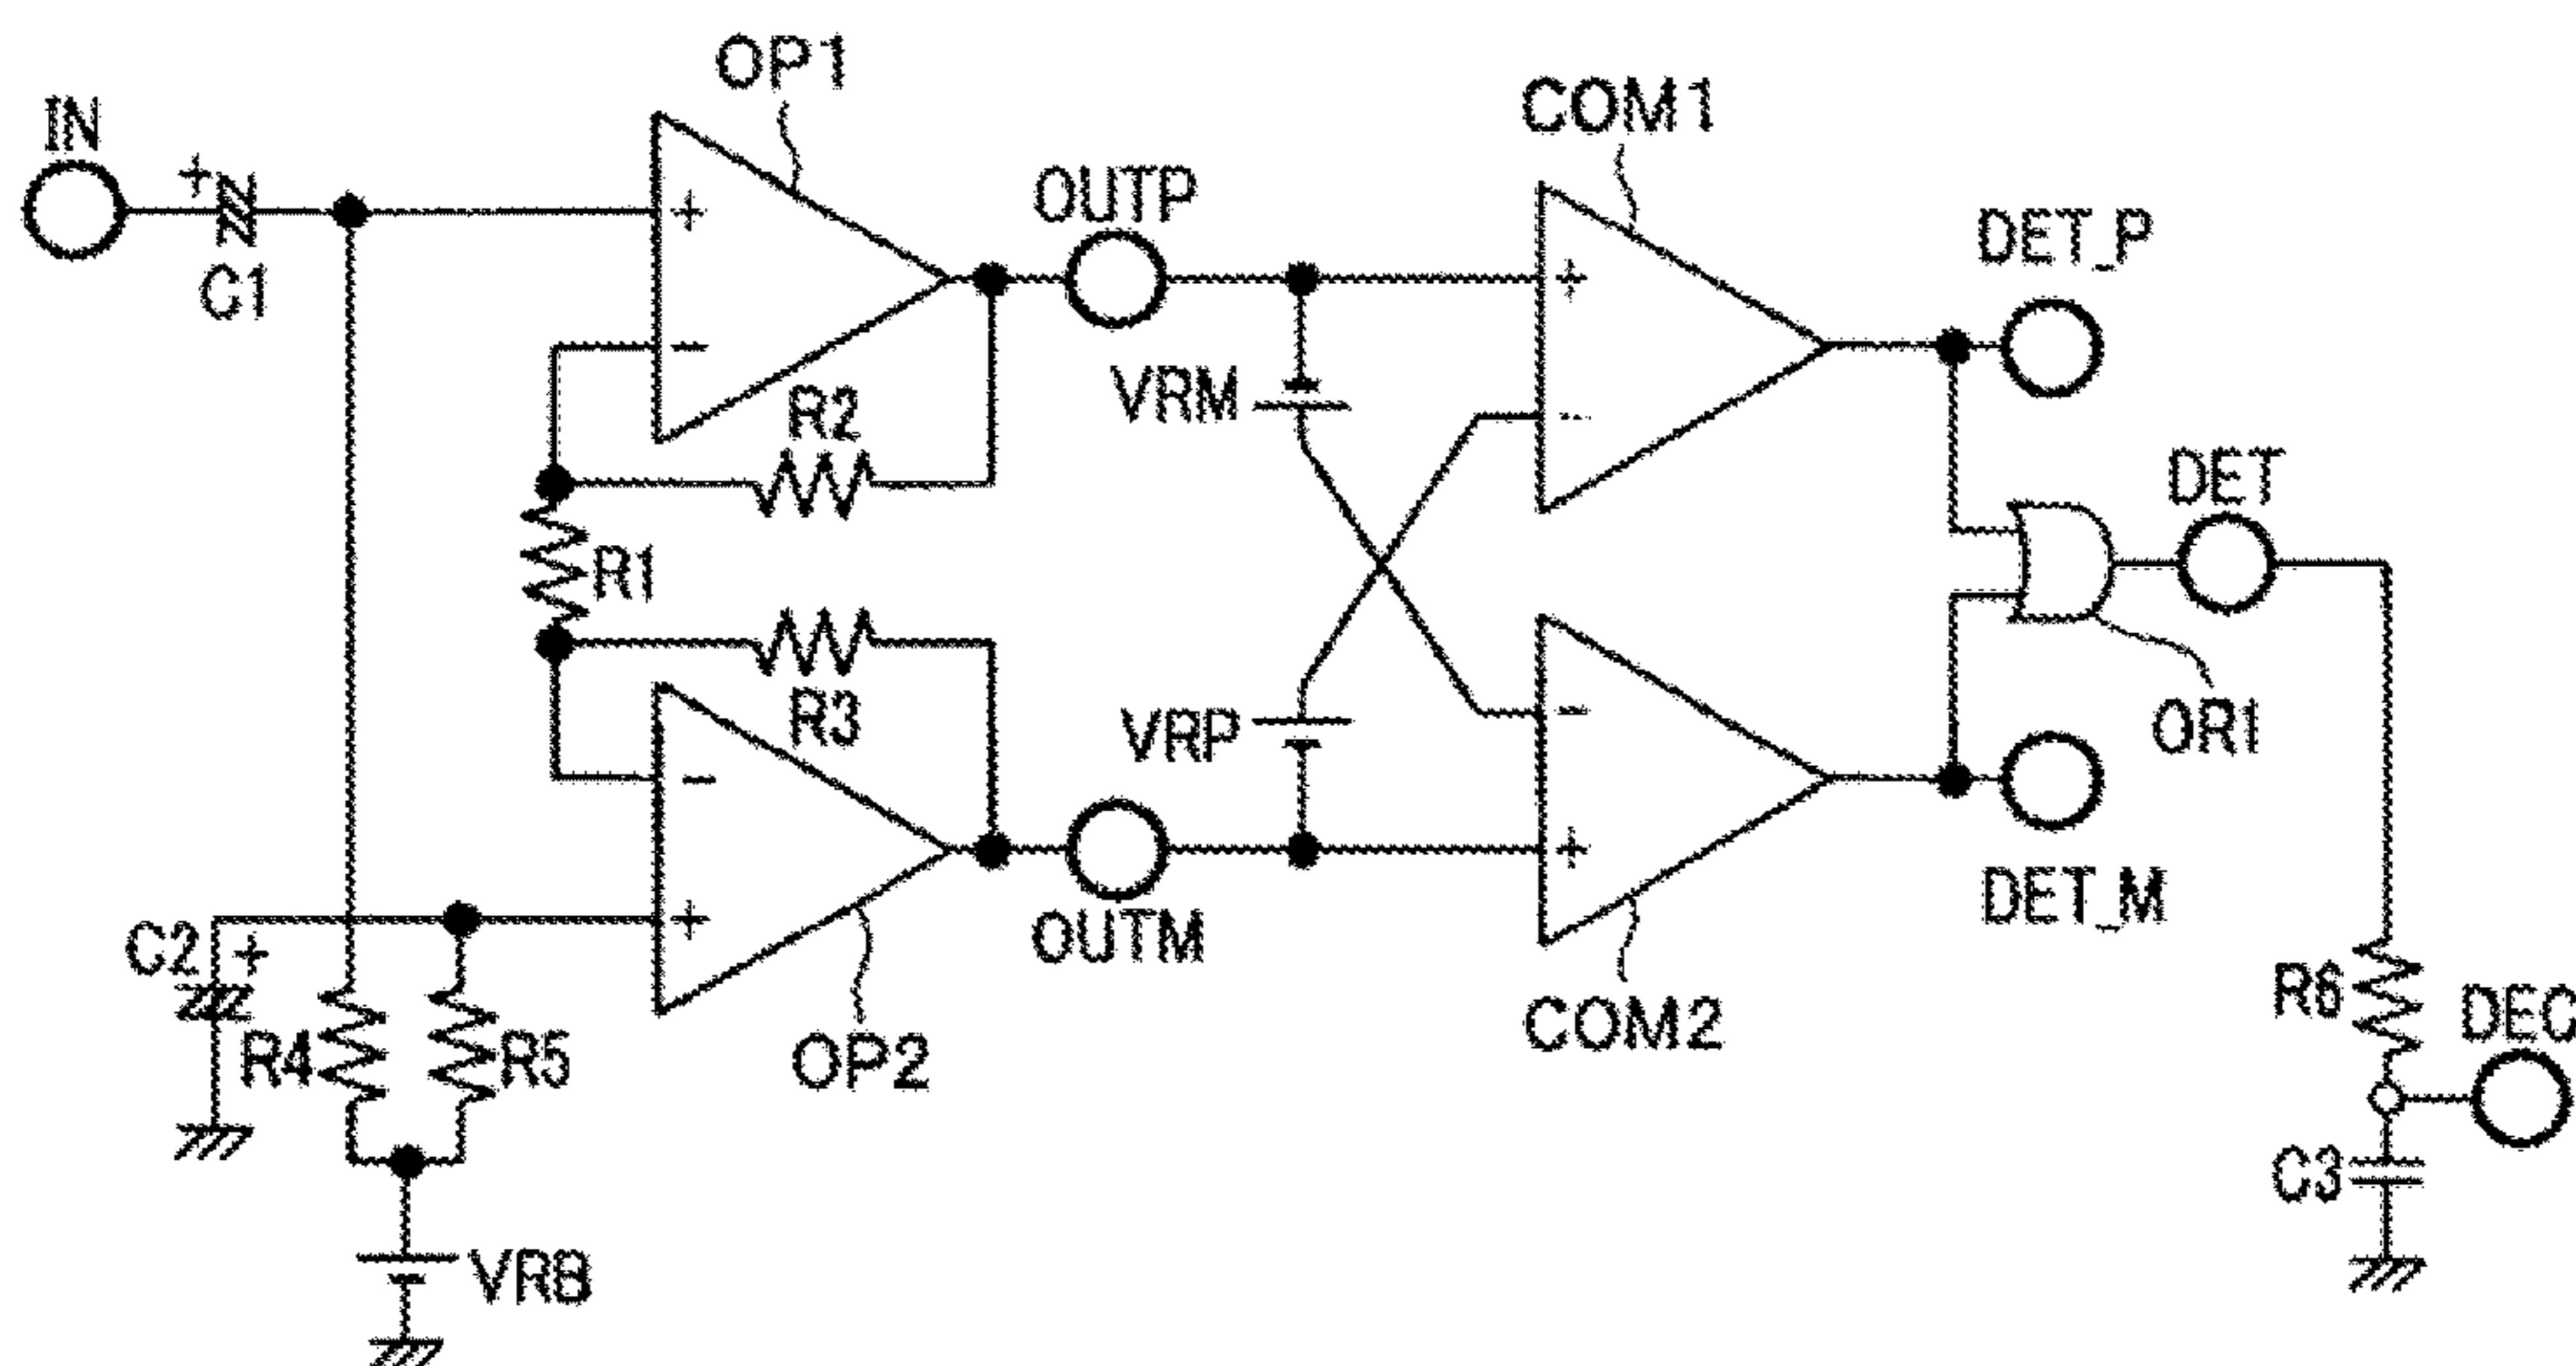 OP1
IN
+
C1
+
−
OUTP
COM1
DET_P
+
−
VRM
R2
R1
R3
DET
OR1
VRP
−
+
−
+
C2
+
R4
R5
OP2
OUTM
COM2
DET_M
R6
DEC
C3
VRB